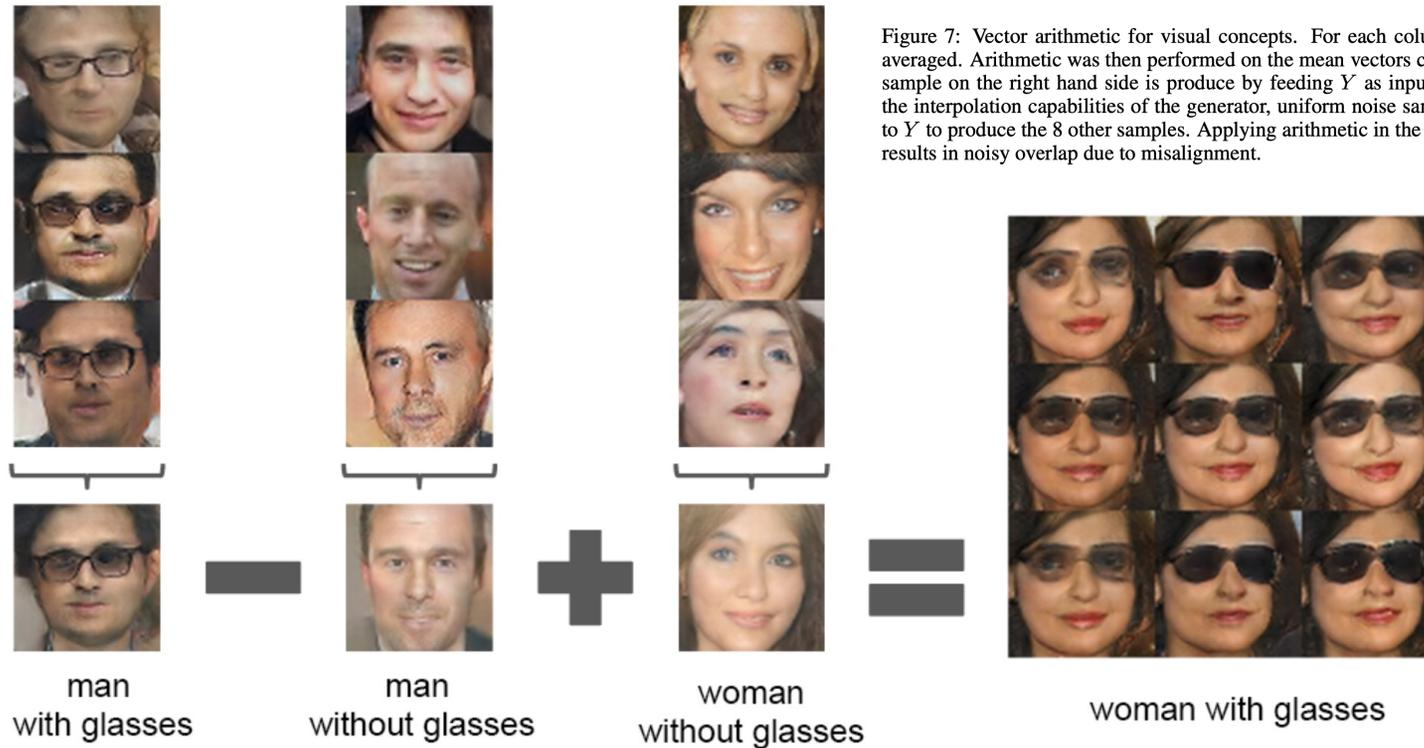 Figure 7: Vector arithmetic for visual concepts. For each
averaged. Arithmetic was then performed on the mean vectors
sample on the right hand side is produce by feeding Y as
the interpolation capabilities of the generator, uniform noise
to Y to produce the 8 other samples. Applying arithmetic in the
results in noisy overlap due to misalignment.
man
with glasses
man
without glasses
woman
without glasses
woman with glasses